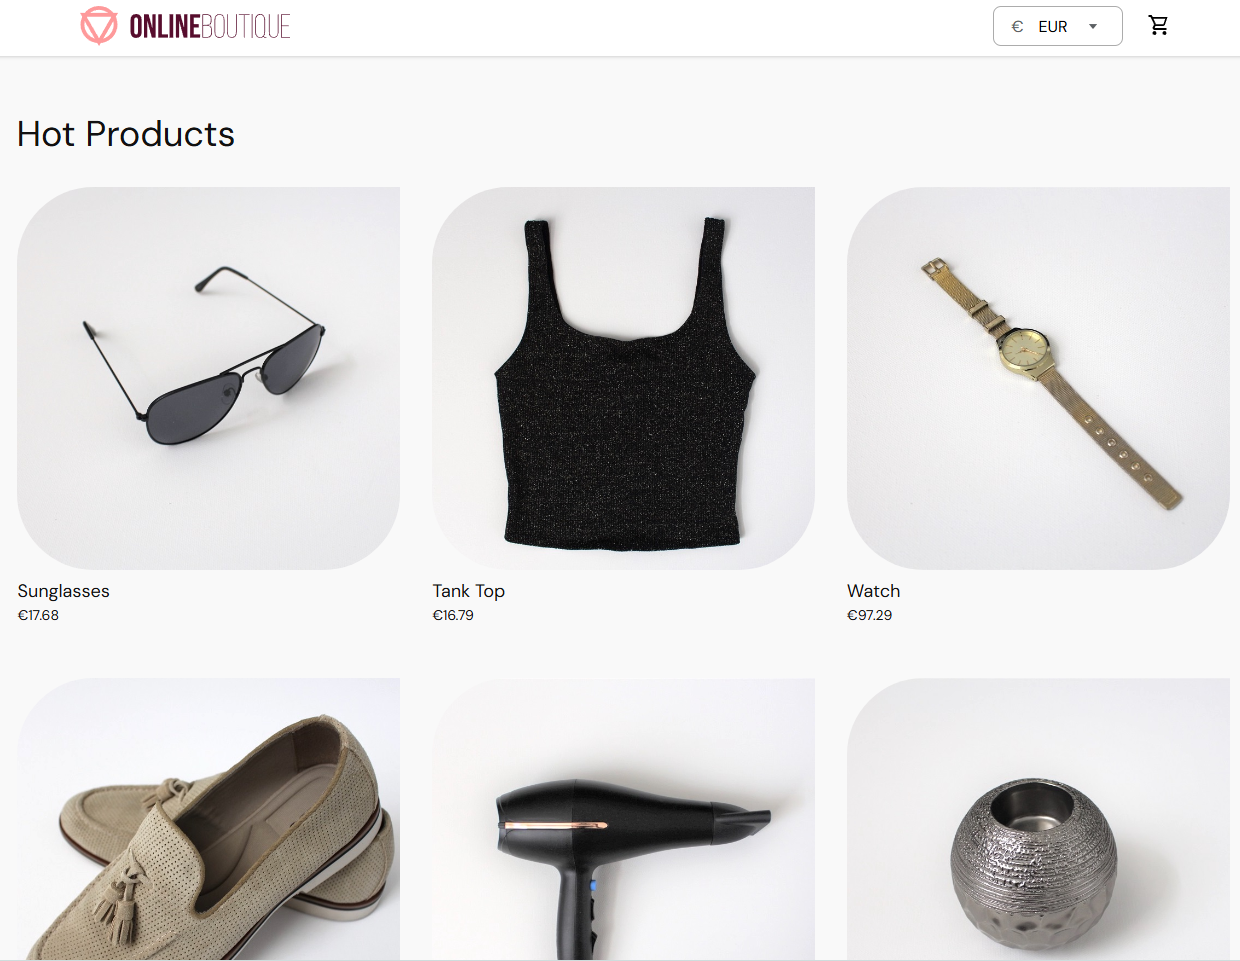 ONLINEBOUTIQUE
€ EUR
Hot Products
Sunglasses
€17.68
Tank Top
€16.79
Watch
€97.29